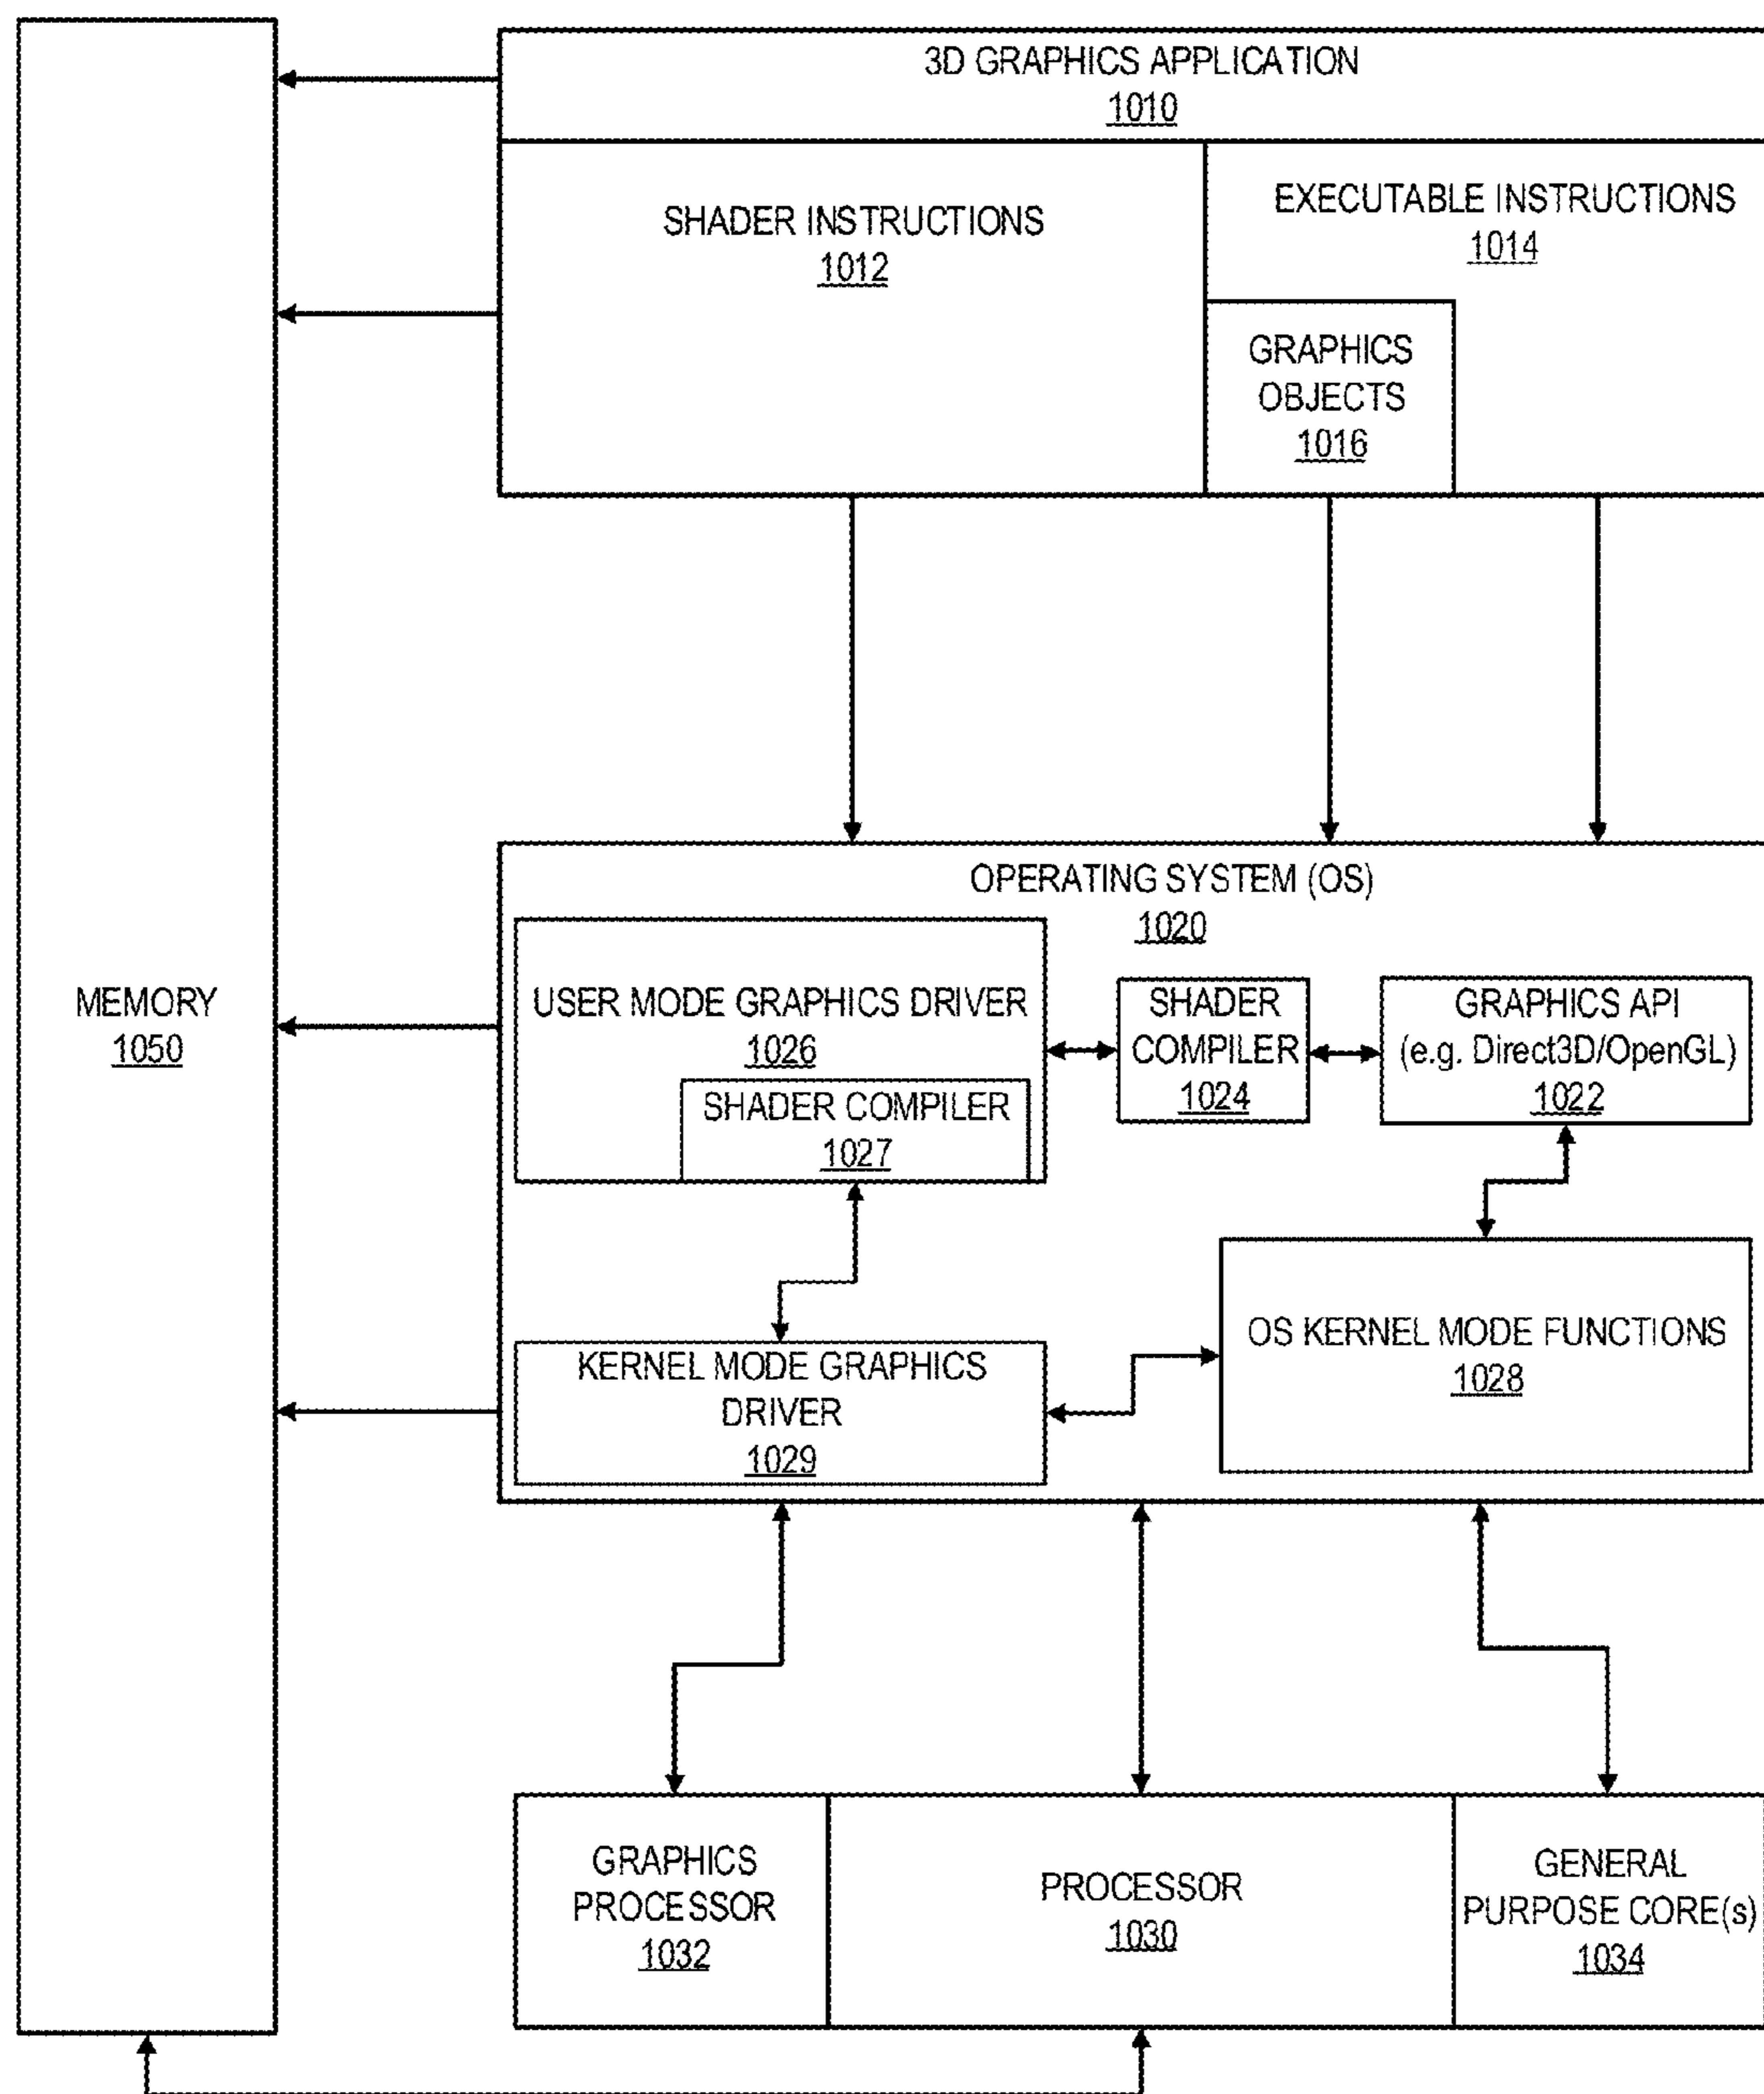 3D GRAPHICS APPLICATION
1010
SHADER INSTRUCTIONS
1012
EXECUTABLE INSTRUCTIONS
1014
GRAPHICS
OBJECTS
1016
OPERATING SYSTEM (OS)
1020
USER MODE GRAPHICS DRIVER
1026
SHADER COMPILER
1027
SHADER
COMPILER
1024
GRAPHICS API
(e.g. Direct3D/OpenGL)
1022
MEMORY
1050
OS KERNEL MODE FUNCTIONS
1028
KERNEL MODE GRAPHICS
DRIVER
1029
GRAPHICS
PROCESSOR
1032
PROCESSOR
1030
GENERAL
PURPOSE CORE(s)
1034